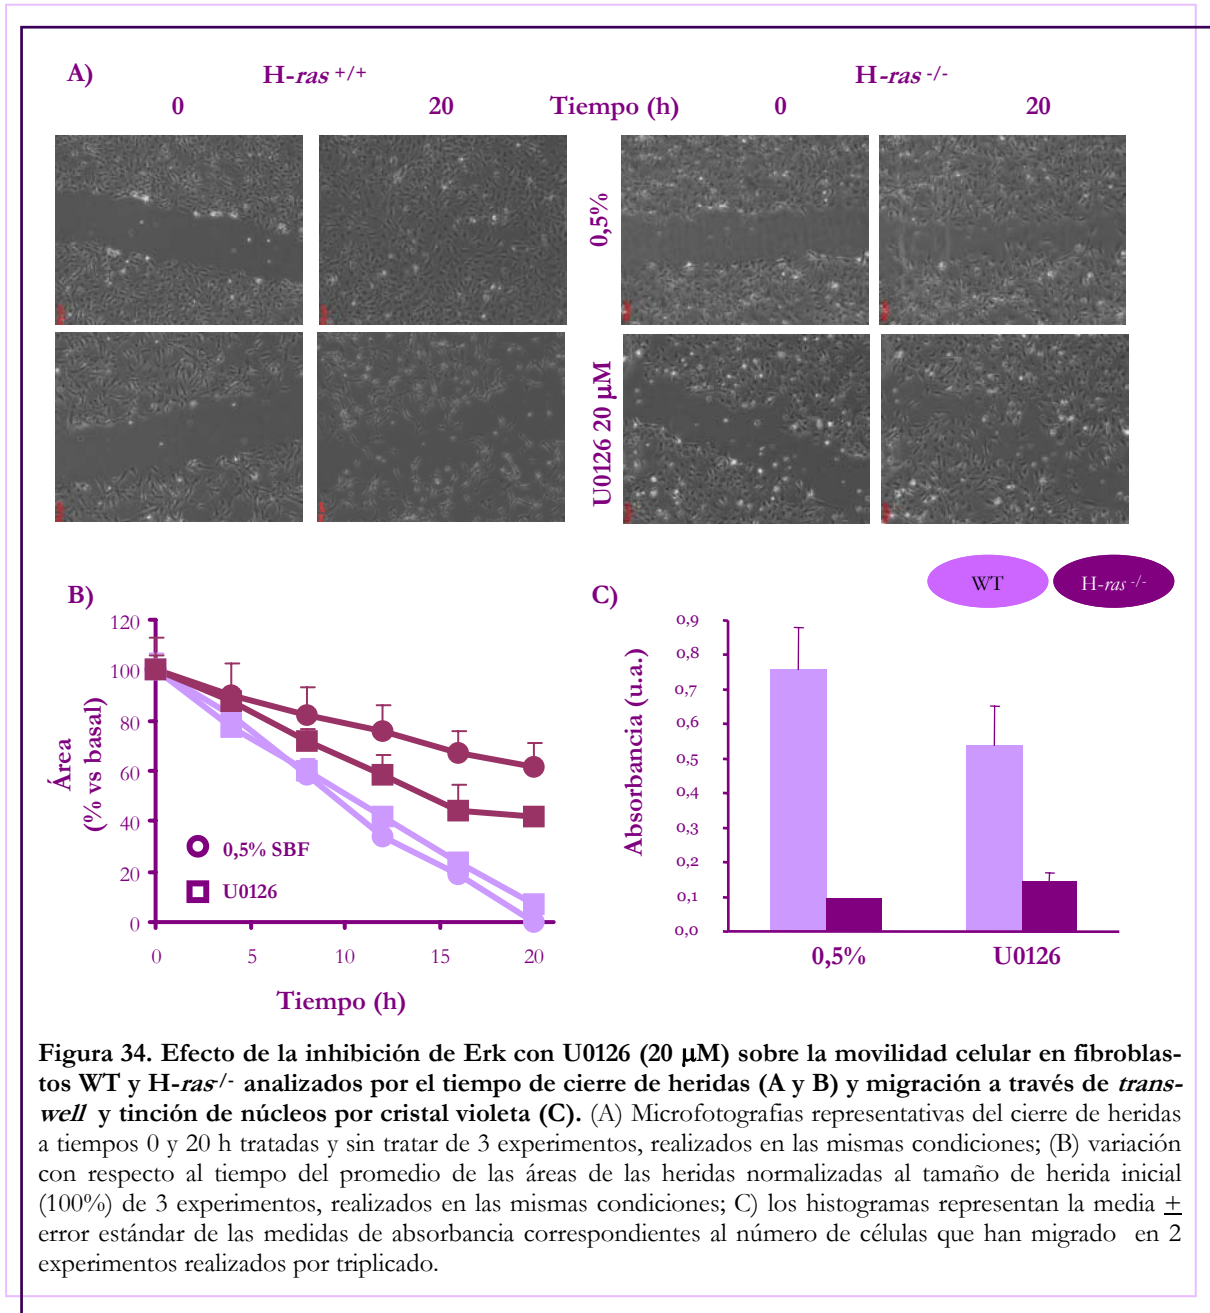 A)
H-ras +/+
H-ras -/-
0
20
Tiempo (h)
0
20
0,5%
U0126 20 µM
B)
Área
(% vs basal)
120
100
80
60
40
20
0
0,5% SBF
U0126
0
5
10
15
20
Tiempo (h)
C)
WT
H-ras -/-
Absorbancia (u.a.)
0,9
0,8
0,7
0,6
0,5
0,4
0,3
0,2
0,1
0,0
0,5%
U0126
Figura 34. Efecto de la inhibición de Erk con U0126 (20 µM) sobre la movilidad celular en fibroblas-
tos WT y H-ras-/- analizados por el tiempo de cierre de heridas (A y B) y migración a través de trans-
well y tinción de núcleos por cristal violeta (C). (A) Microfotografias representativas del cierre de heridas
a tiempos 0 y 20 h tratadas y sin tratar de 3 experimentos, realizados en las mismas condiciones; (B) variación
con respecto al tiempo del promedio de las áreas de las heridas normalizadas al tamaño de herida inicial
(100%) de 3 experimentos, realizados en las mismas condiciones; C) los histogramas representan la media ±
error estándar de las medidas de absorbancia correspondientes al número de células que han migrado en 2
experimentos realizados por triplicado.